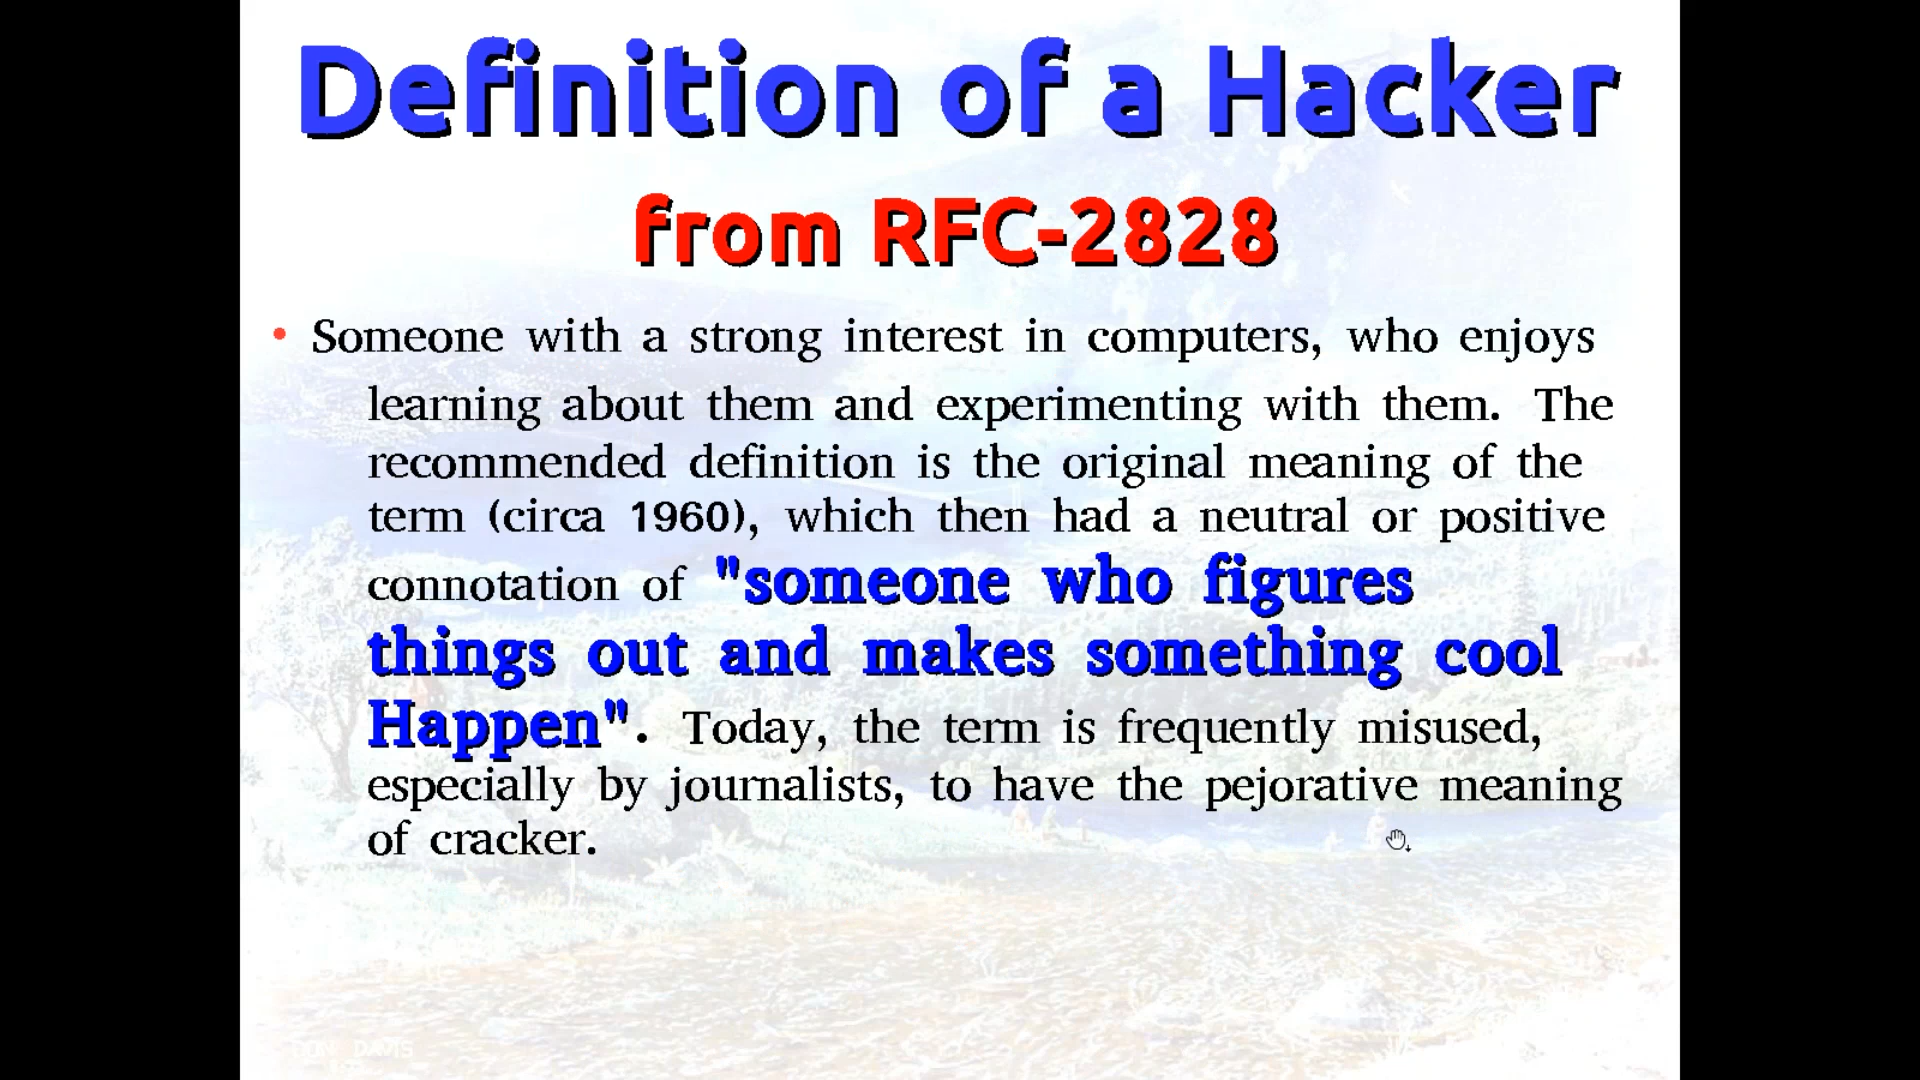 Definition of a Hacker
from RFC-2828
• Someone with a strong interest in computers, who enjoys
learning about them and experimenting with them. The
recommended definition is the original meaning of the
term (circa 1960), which then had a neutral or positive
connotation of "someone who figures
things out and makes something cool
Happen". Today, the term is frequently misused,
especially by journalists, to have the pejorative meaning
of cracker.
DON DAVIS